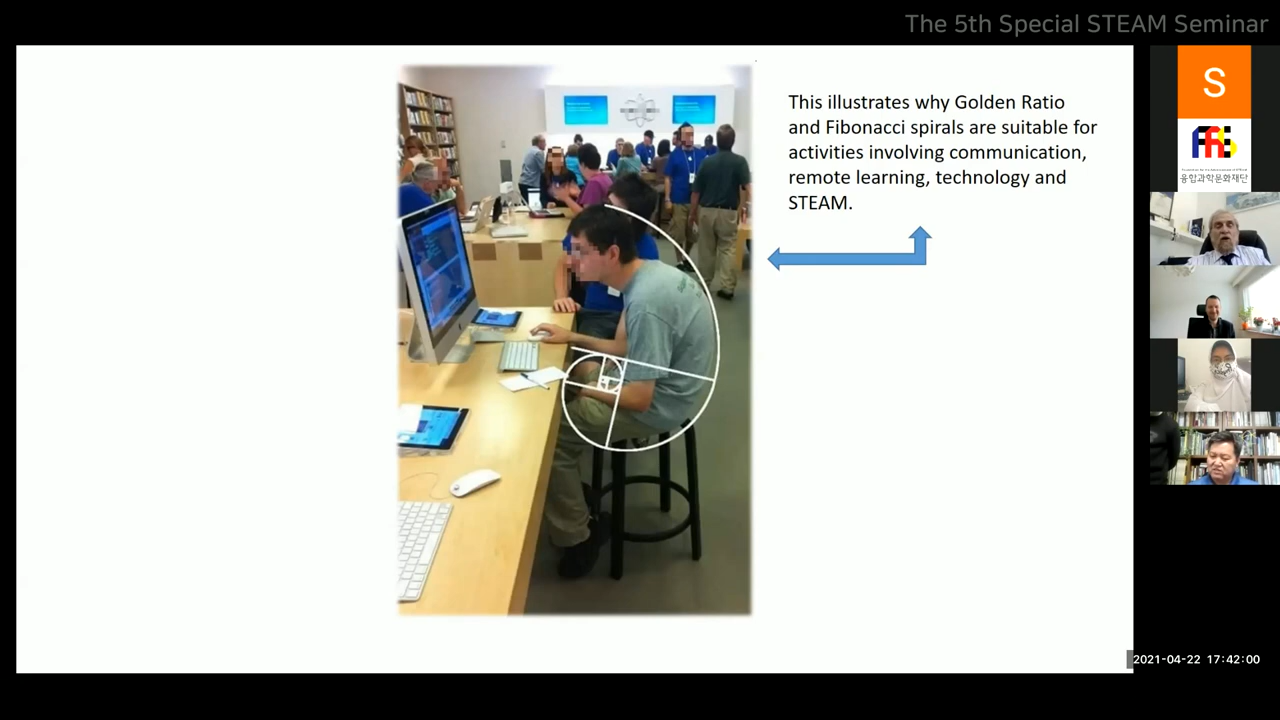 The 5th Special STEAM Seminar
This illustrates why Golden Ratio
and Fibonacci spirals are suitable for
activities involving communication,
remote learning, technology and
STEAM.
S
융합과학문화재단
2021-04-22 17:42:00